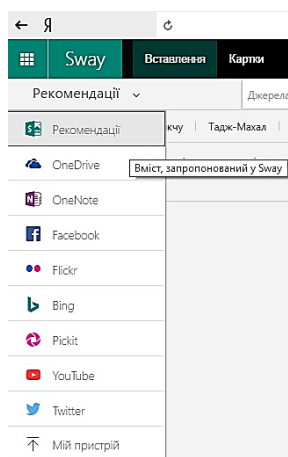 Я
Sway Вставлення Картки
Рекомендації Джерела
Рекомендації кчу Тадж-Махал
OneDrive Вміст, запропонований у Sway
OneNote
Facebook
Flickr
Bing
Pickit
YouTube
Twitter
Мій пристрій